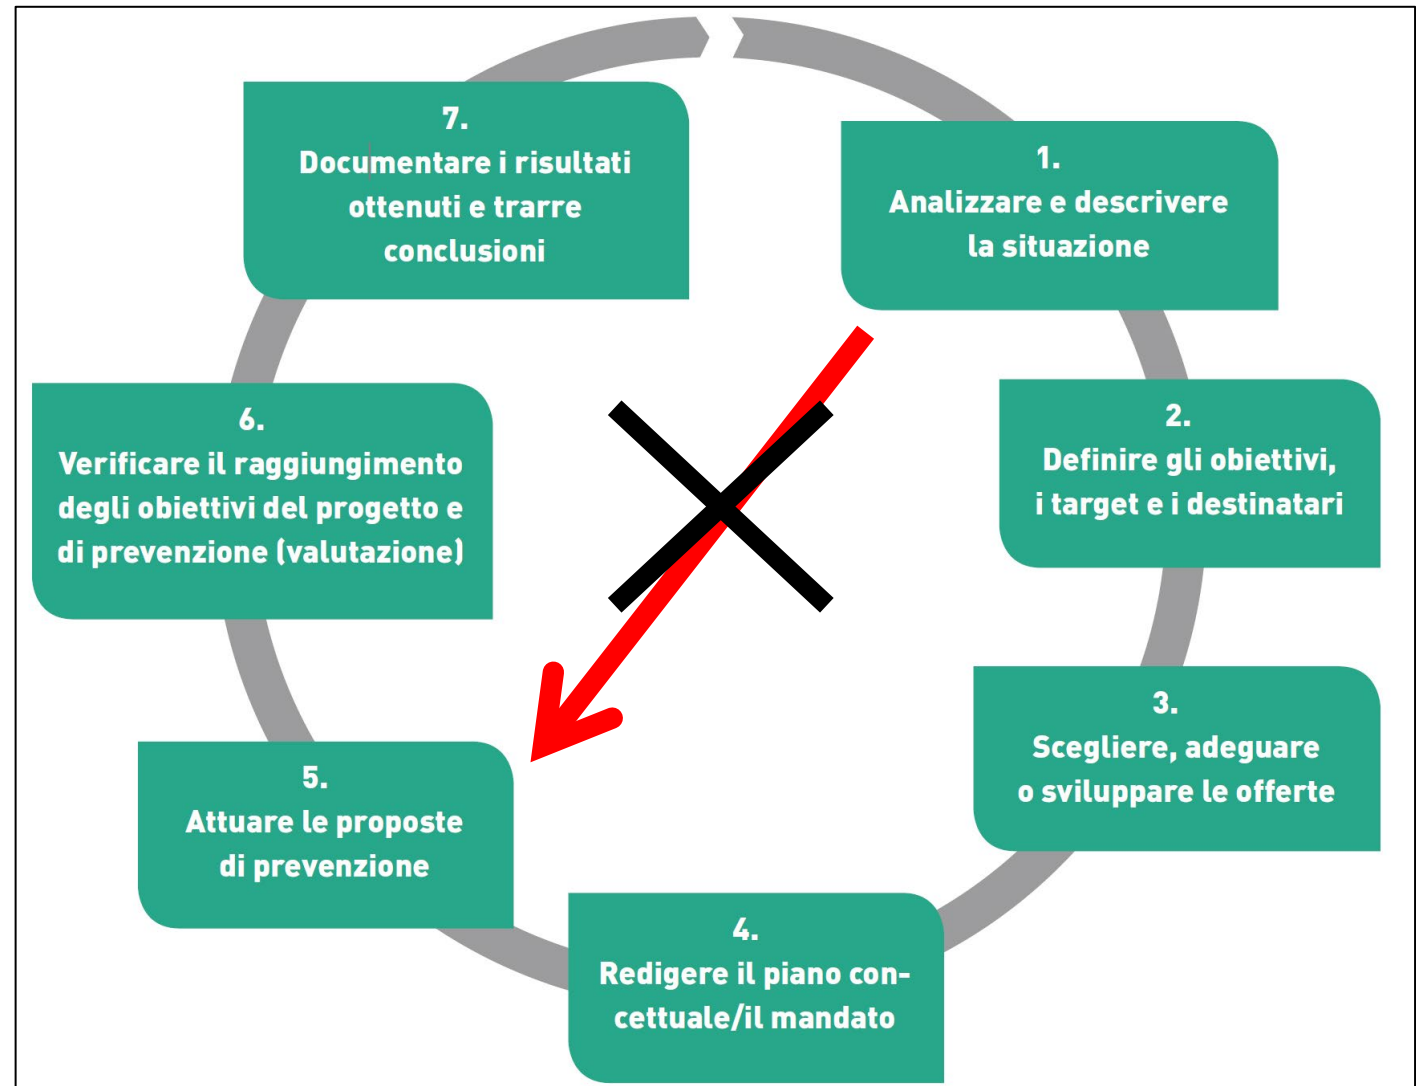 1.
Analizzare e descrivere
la situazione
2.
Definire gli obiettivi,
i target e i destinatari
3.
Scegliere, adeguare
o sviluppare le offerte
4.
Redigere il piano con-
cettuale/il mandato
5.
Attuare le proposte
di prevenzione
6.
Verificare il raggiungimento
degli obiettivi del progetto e
di prevenzione (valutazione)
7.
Documentare i risultati
ottenuti e trarre
conclusioni